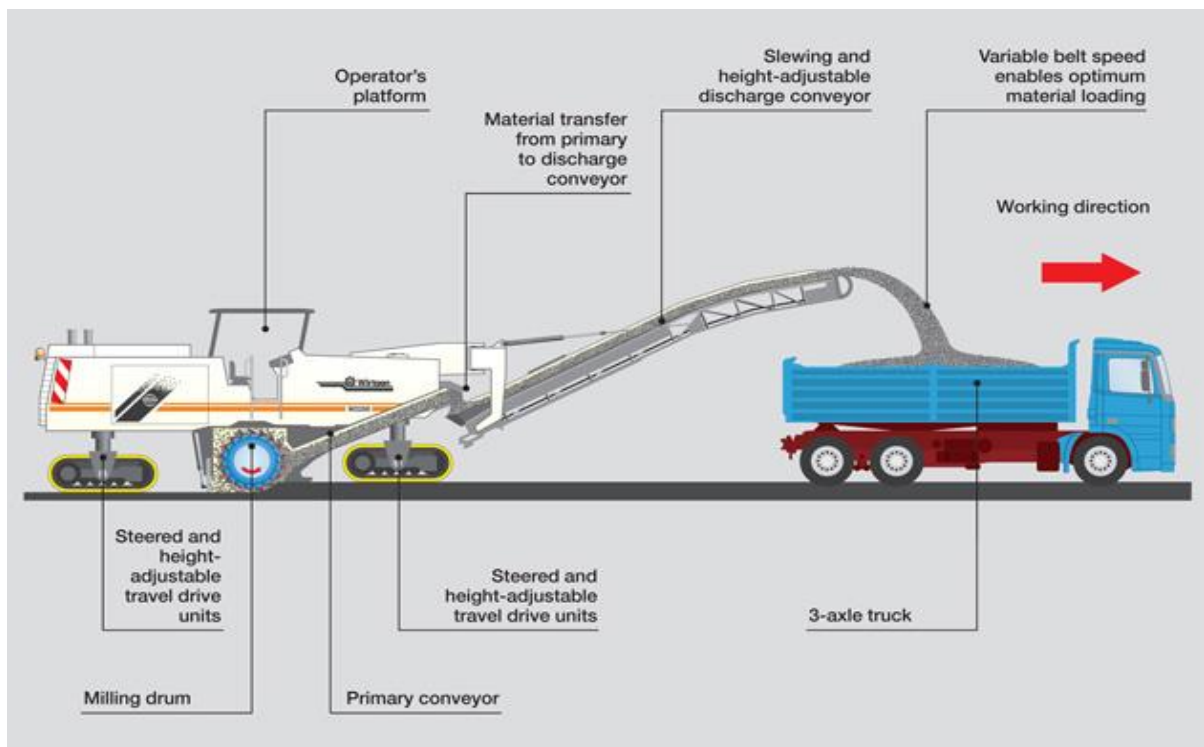 Operator's
platform
Material transfer
from primary
to discharge
conveyor
Slewing and
height-adjustable
discharge conveyor
Variable belt speed
enables optimum
material loading
Working direction
Wirtgen
Steered and
height-
adjustable
travel drive
units
Steered and
height-adjustable
travel drive units
3-axle truck
Milling drum
Primary conveyor